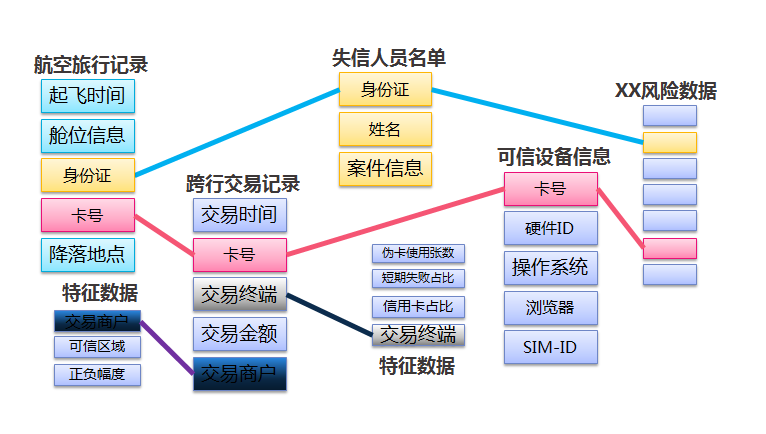 航空旅行记录
起飞时间
舱位信息
身份证
卡号
降落地点
特征数据
交易商户
可信区域
正负幅度
跨行交易记录
交易时间
卡号
交易终端
交易金额
交易商户
失信人员名单
身份证
姓名
案件信息
伪卡使用张数
短期失败占比
信用卡占比
交易终端
特征数据
可信设备信息
卡号
硬件ID
操作系统
浏览器
SIM-ID
XX风险数据